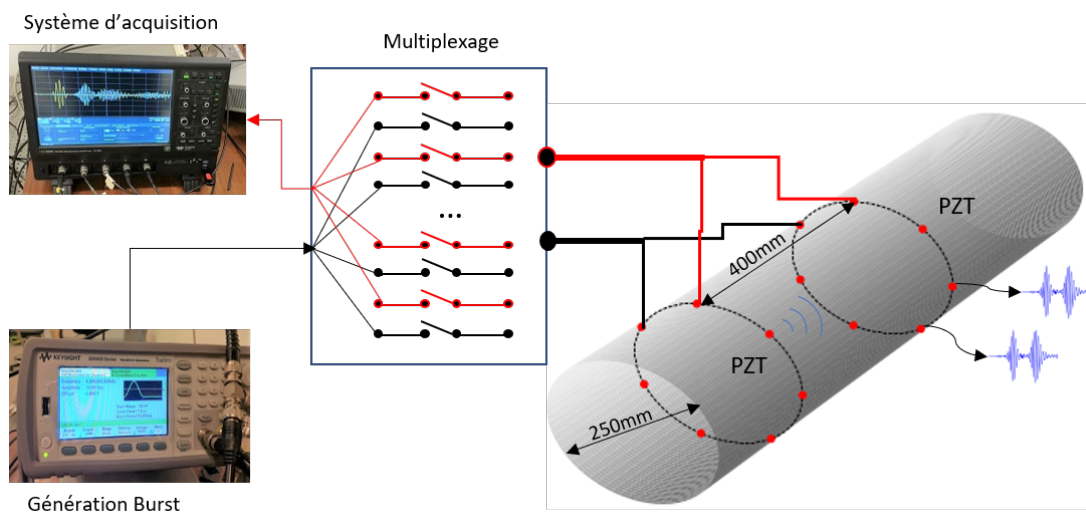 Système d'acquisition
Multiplexage
...
PZT
400mm
PZT
250mm
KEYSIGHT
Génération Burst